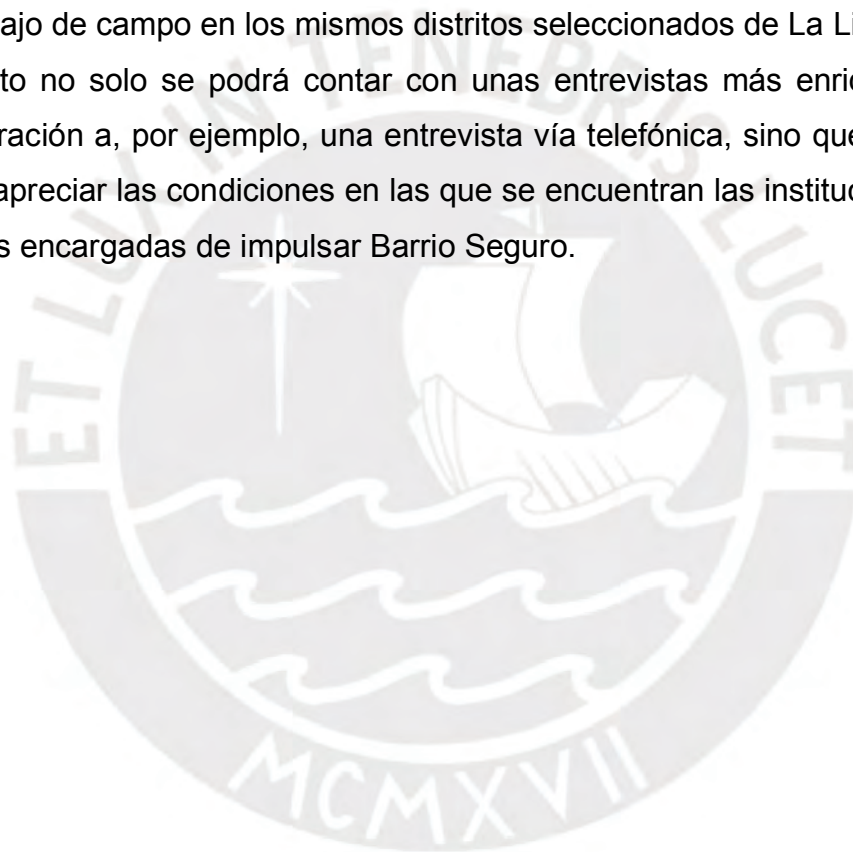 ajo de campo en los mismos distritos seleccionados de La Li
to no solo se podrá contar con unas entrevistas más enri
ración a, por ejemplo, una entrevista vía telefónica, sino que
apreciar las condiciones en las que se encuentran las institu
s encargadas de impulsar Barrio Seguro.
ET LUX IN TENEBRIS LUCET
MCMXVII